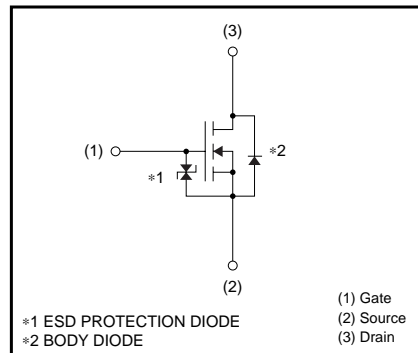 (3)
(1)
∗2
∗1
(2)
∗1 ESD PROTECTION DIODE
∗2 BODY DIODE
(1) Gate
(2) Source
(3) Drain